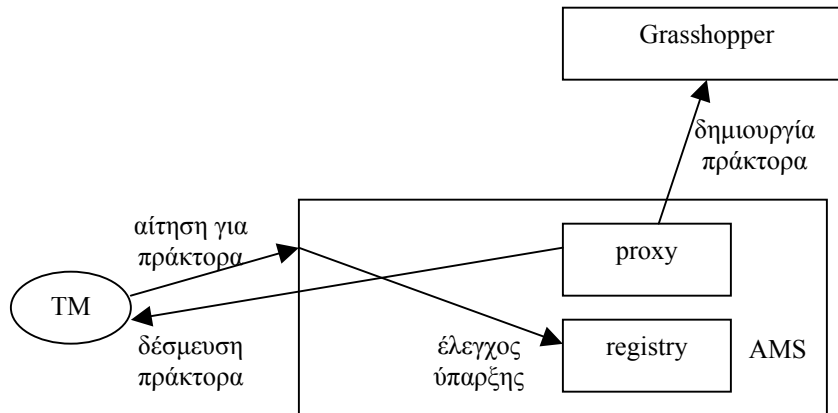 Grasshopper
δημιουργία
πράκτορα
αίτηση για
πράκτορα
proxy
TM
δέσμευση
πράκτορα
έλεγχος
ύπαρξης
registry
AMS